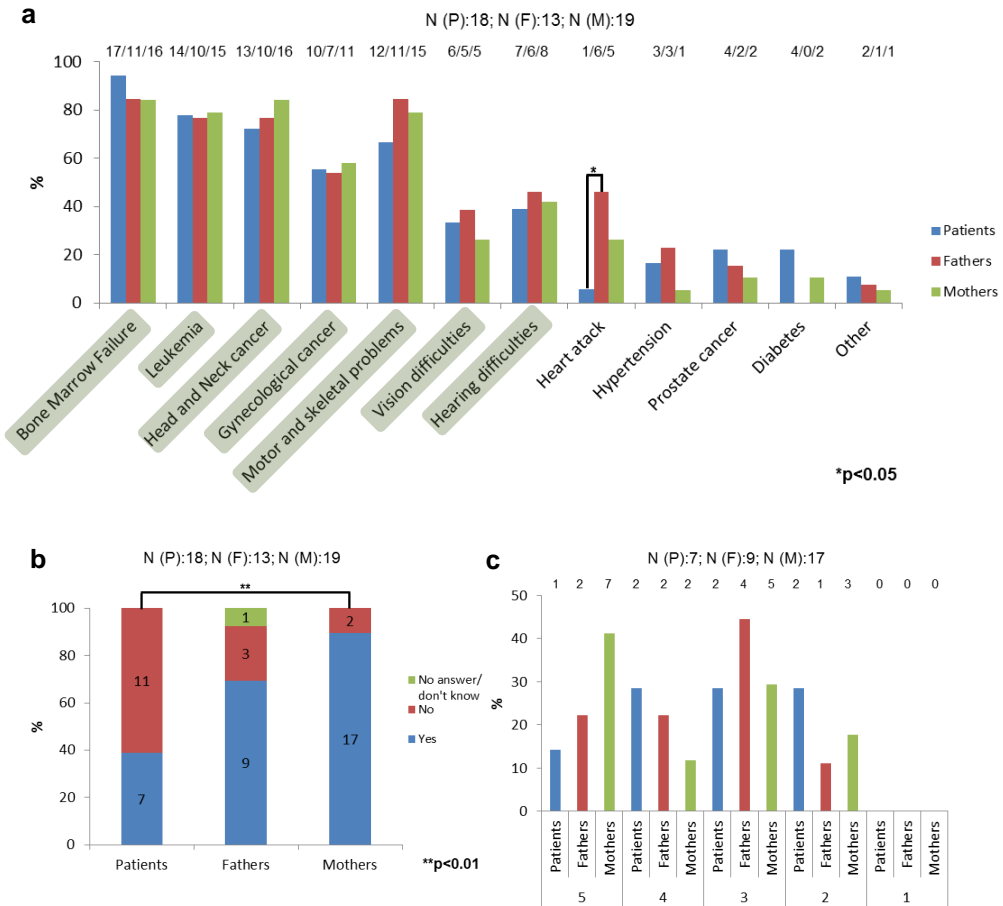 a
N (P):18; N (F):13; N (M):19
17/11/16 14/10/15 13/10/16 10/7/11 12/11/15 6/5/5 7/6/8 1/6/5 3/3/1 4/2/2 4/0/2 2/1/1
100
80
60
40
20
0
%
*
Patients
Fathers
Mothers
Bone Marrow Failure
Leukemia
Head and Neck cancer
Gynecological cancer
Motor and skeletal problems
Vision difficulties
Hearing difficulties
Heart atack
Hypertension
Prostate cancer
Diabetes
Other
*p<0.05
b
N (P):18; N (F):13; N (M):19
**
100
80
60
40
20
0
%
11
7
1
3
9
2
17
No answer/
don't know
No
Yes
Patients Fathers Mothers
**p<0.01
c
N (P):7; N (F):9; N (M):17
1 2 7 2 2 2 2 4 5 2 1 3 0 0 0
50
40
30
20
10
0
%
Patients Fathers Mothers Patients Fathers Mothers Patients Fathers Mothers Patients Fathers Mothers Patients Fathers Mothers
5 4 3 2 1